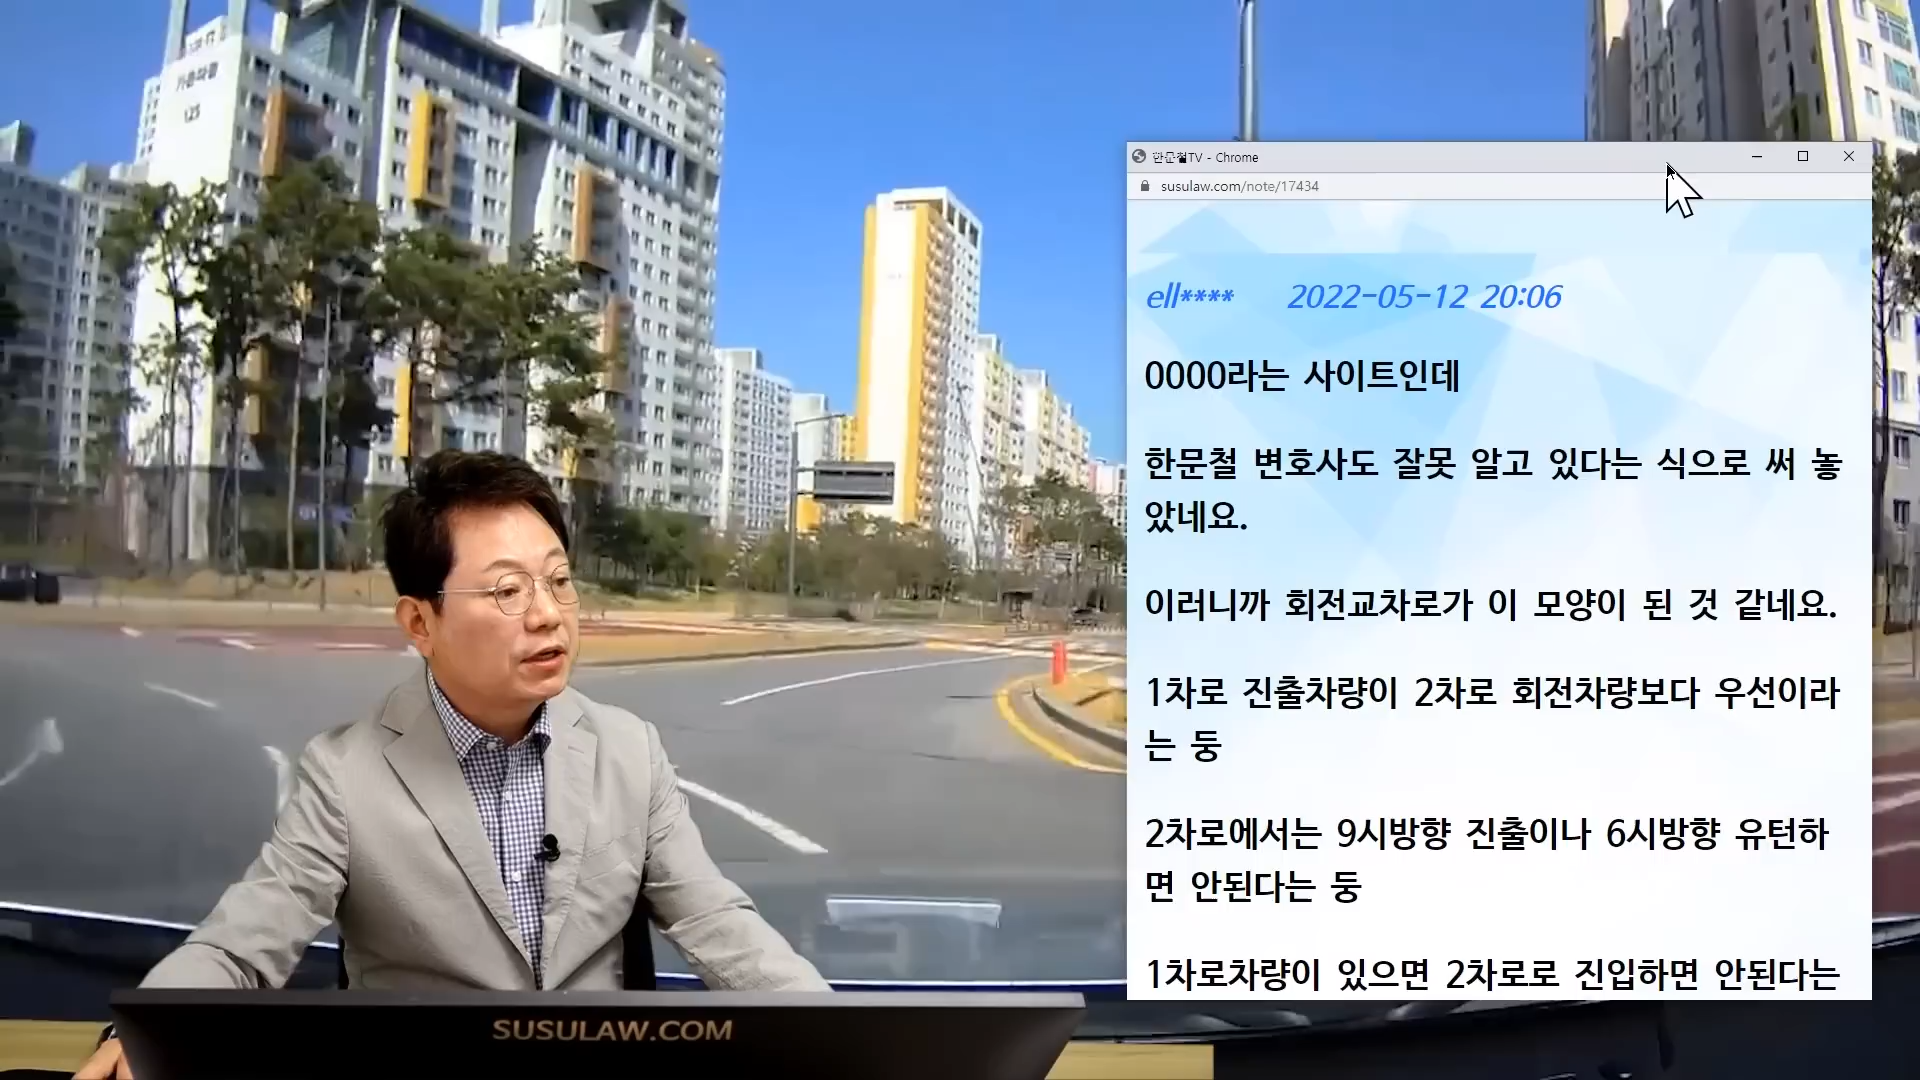 한문철TV - Chrome
susulaw.com/note/17434
ell**** 2022-05-12 20:06
0000라는 사이트인데
한문철 변호사도 잘못 알고 있다는 식으로 써 놓
았네요.
이러니까 회전교차로가 이 모양이 된 것 같네요.
1차로 진출차량이 2차로 회전차량보다 우선이라
는 둥
2차로에서는 9시방향 진출이나 6시방향 유턴하
면 안된다는 둥
1차로차량이 있으면 2차로로 진입하면 안된다는
SUSULAW.COM